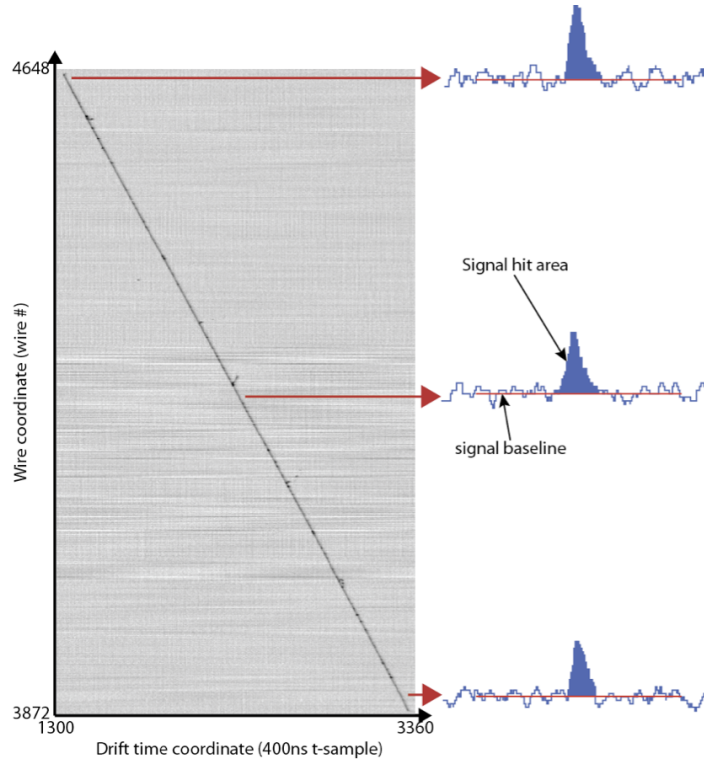 4648
Signal hit area
Wire coordinate (wire #)
signal baseline
3872
1300
3360
Drift time coordinate (400ns t-sample)